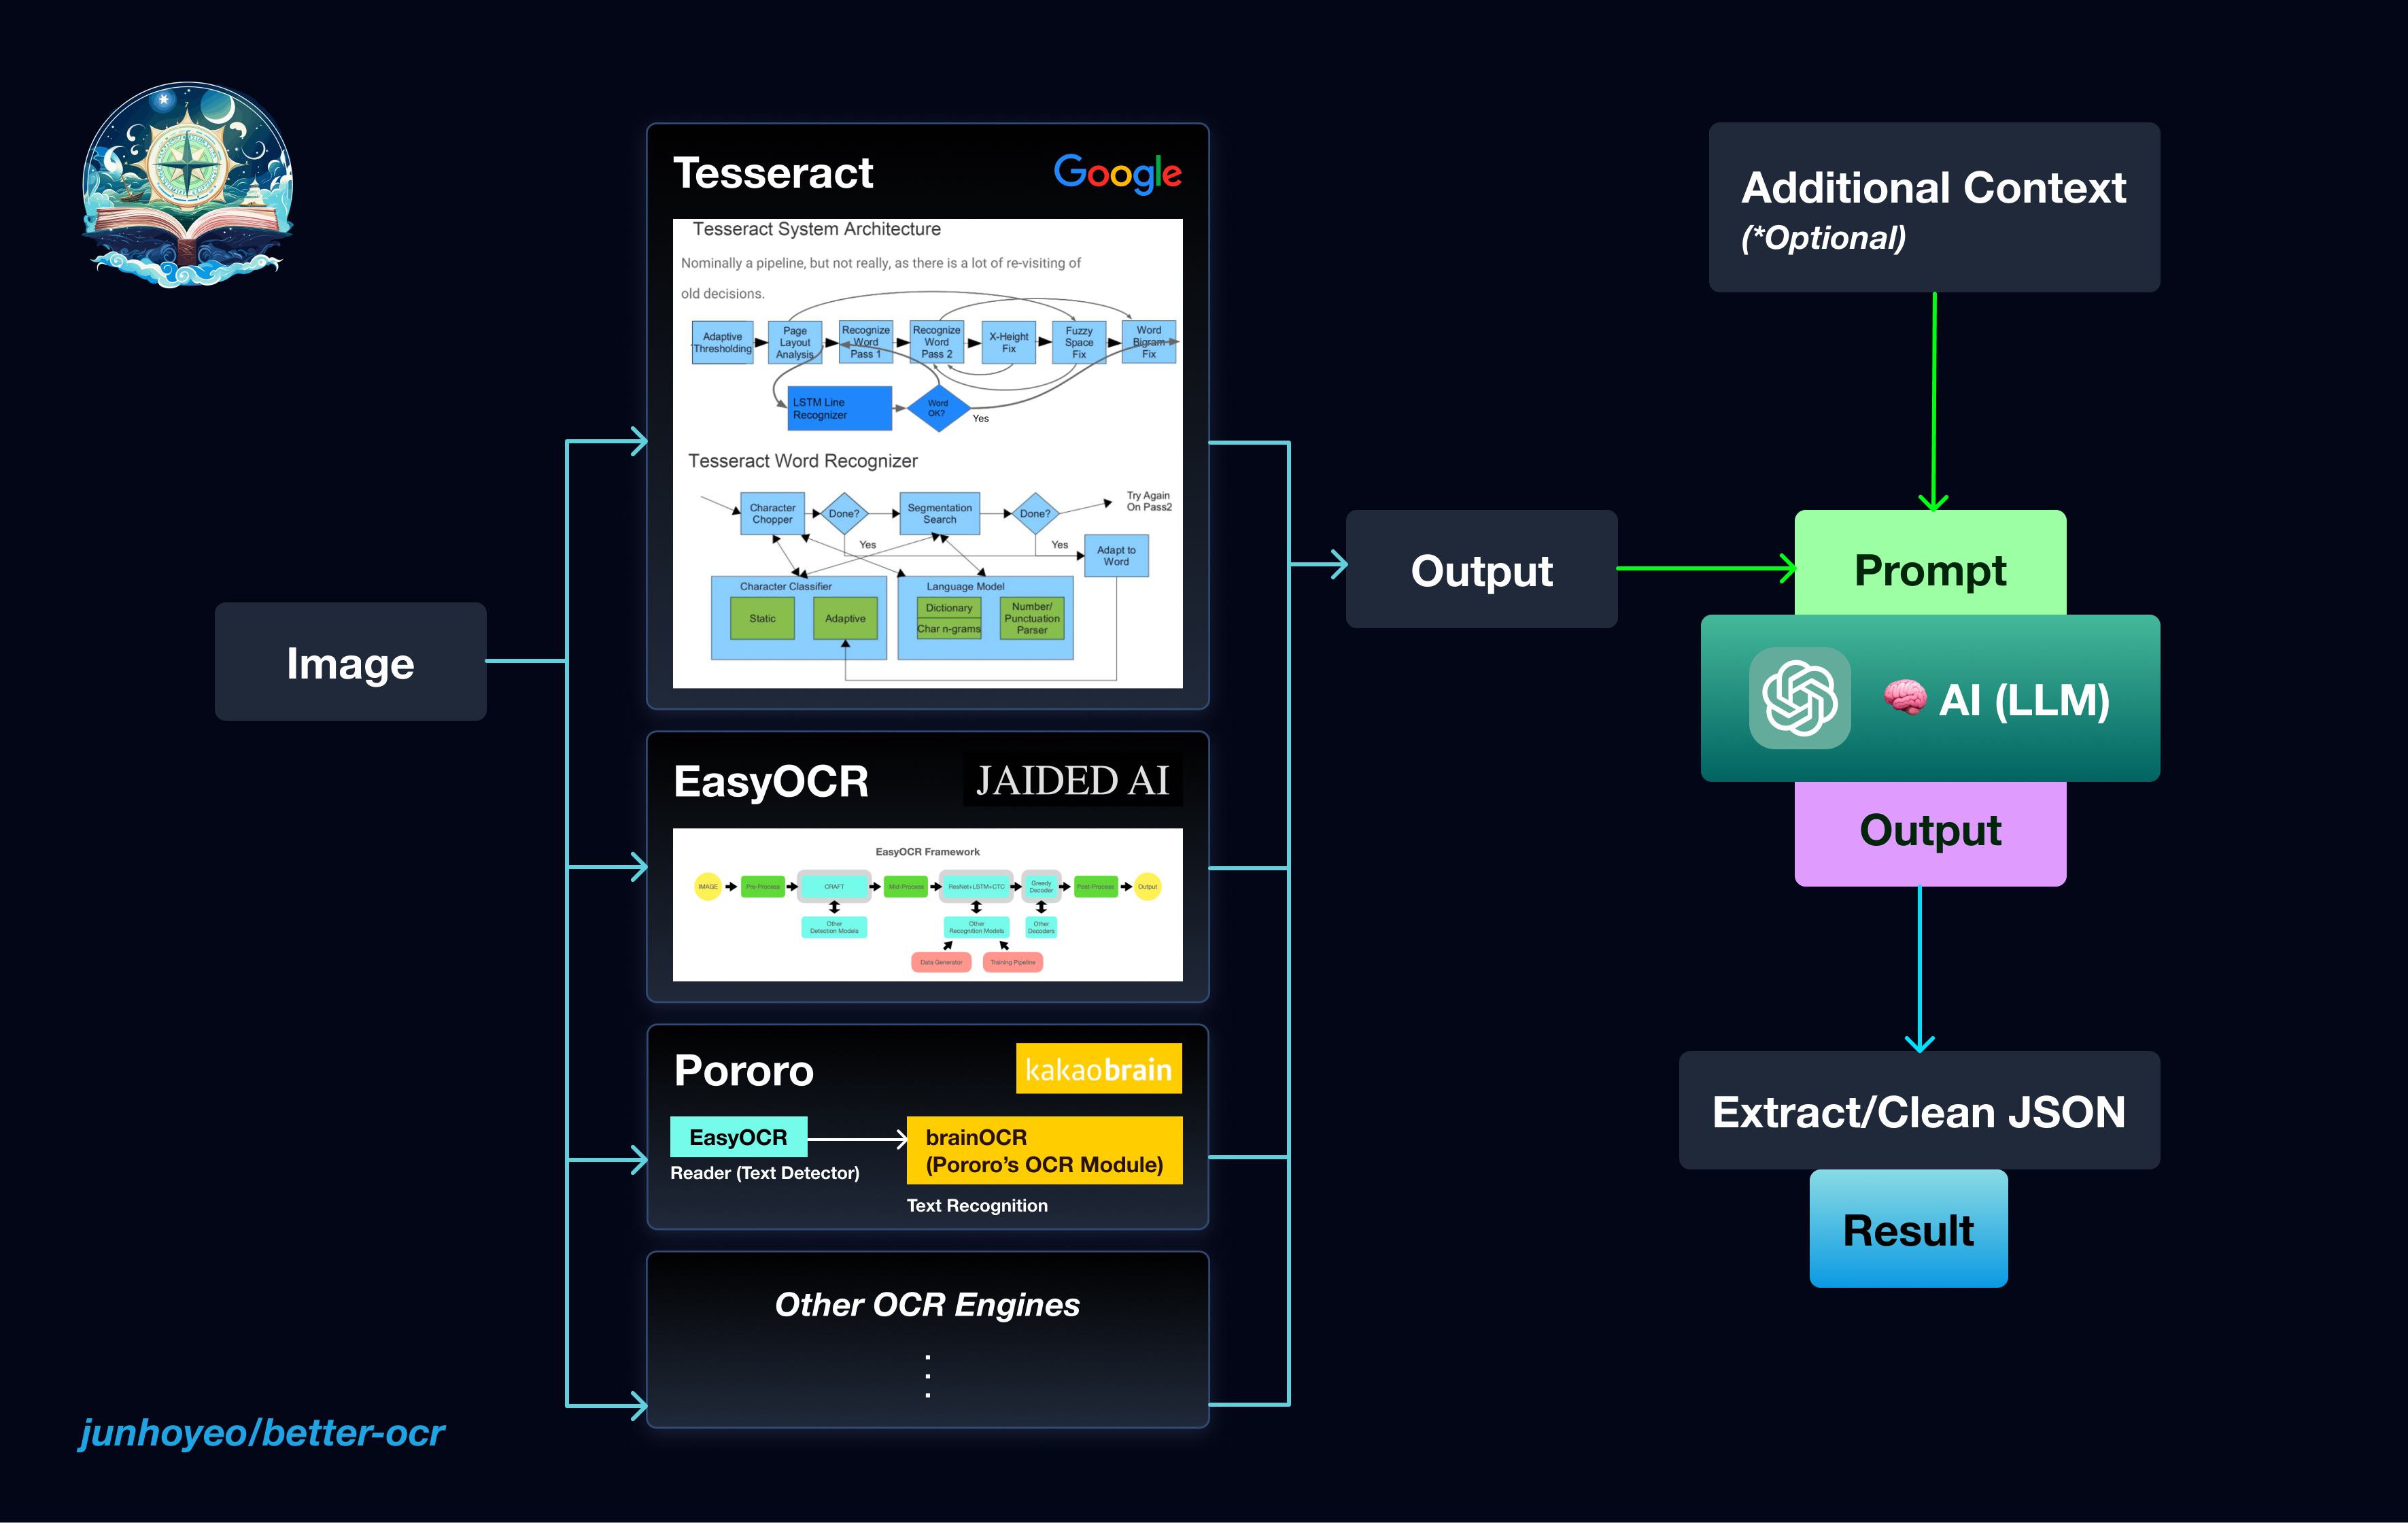 Tesseract
Google
Tesseract System Architecture
Nominally a pipeline, but not really, as there is a lot of re-visiting of
old decisions.
Adaptive
Thresholding
Page
Layout
Analysis
Recognize
Word
Pass 1
Recognize
Word
Pass 2
X-Height
Fix
Fuzzy
Space
Fix
Word
Bigram
Fix
LSTM Line
Recognizer
Word
OK?
Yes
Tesseract Word Recognizer
Character
Chopper
Done?
Segmentation
Search
Done?
Try Again
On Pass2
Yes
Yes
Adapt to
Word
Character Classifier
Static
Adaptive
Language Model
Dictionary
Char n-grams
Number/
Punctuation
Parser
Image
EasyOCR
JAIDED AI
EasyOCR Framework
IMAGE
Pre-Process
CRAFT
Mid-Process
ResNet+LSTM+CTC
Greedy
Decoder
Post-Process
Output
Other
Detection Models
Other
Recognition Models
Other
Decoders
Data Generator
Training Pipeline
Pororo
kakaobrain
EasyOCR
Reader (Text Detector)
brainOCR
(Pororo’s OCR Module)
Text Recognition
Other OCR Engines
Output
Additional Context
(*Optional)
Prompt
AI (LLM)
Output
Extract/Clean JSON
Result
junhoyeo/better-ocr